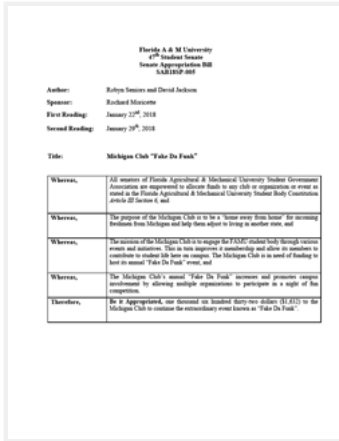 Florida A & M University
47th Student Senate
Senate Appropriation Bill
SAB18SP-005
Author: Robyn Seniors and David Jackson
Sponsor: Rochard Moricette
First Reading: January 22nd, 2018
Second Reading: January 29th, 2018
Title: Michigan Club "Fake Da Funk"
Whereas, All senators of Florida Agricultural & Mechanical University Student Government
Association are empowered to allocate funds to any club or organization or event as
stated in the Florida Agricultural & Mechanical University Student Body Constitution
Article III Section 6, and
Whereas, The purpose of the Michigan Club is to be a "home away from home" for incoming
freshmen from Michigan and help them adjust to living in another state, and
Whereas, The mission of the Michigan Club is to engage the FAMU student body through various
events and initiatives. This in turn improves it membership and allow its members to
contribute to student life here on campus. The Michigan Club is in need of funding to
host its annual "Fake Da Funk" event, and
Whereas, The Michigan Club's annual "Fake Da Funk" increases and promotes campus
involvement by allowing multiple organizations to participate in a night of fun
competition.
Therefore, Be it Appropriated, one thousand six hundred thirty-two dollars ($1,632) to the
Michigan Club to continue the extraordinary event known as "Fake Da Funk".